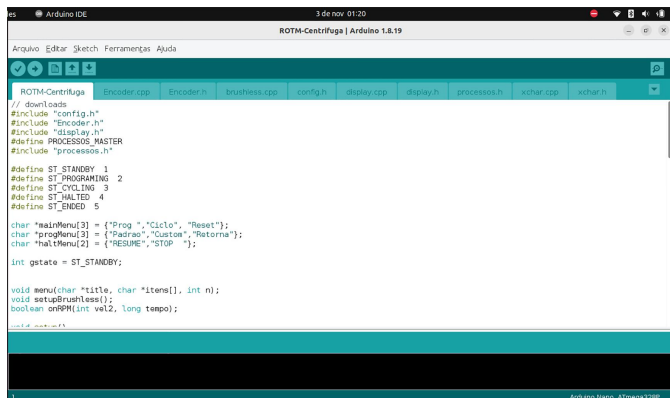 es Arduino IDE 3 de nov 01:20
ROTM-Centrifuga | Arduino 1.8.19
Arquivo Editar Sketch Ferramentas Ajuda
ROTM-Centrifuga Encoder.cpp Encoder.h brushless.cpp config.h display.cpp display.h processos.h xchar.cpp xchar.h
// downloads
#include "config.h"
#include "Encoder.h"
#include "display.h"
#define PROCESSOS_MASTER
#include "processos.h"
#define ST_STANDBY 1
#define ST_PROGRAMING 2
#define ST_CYCLING 3
#define ST_HALTED 4
#define ST_ENDED 5
char *mainMenu[3] = {"Prog ","Ciclo", "Reset"};
char *progMenu[3] = {"Padrao","Custom","Retorna"};
char *haltMenu[2] = {"RESUME","STOP  "};
int gstate = ST_STANDBY;
void menu(char *title, char *itens[], int n);
void setupBrushless();
boolean onRPM(int vel2, long tempo);
void setup()
1 Arduino Nano, ATmega328P